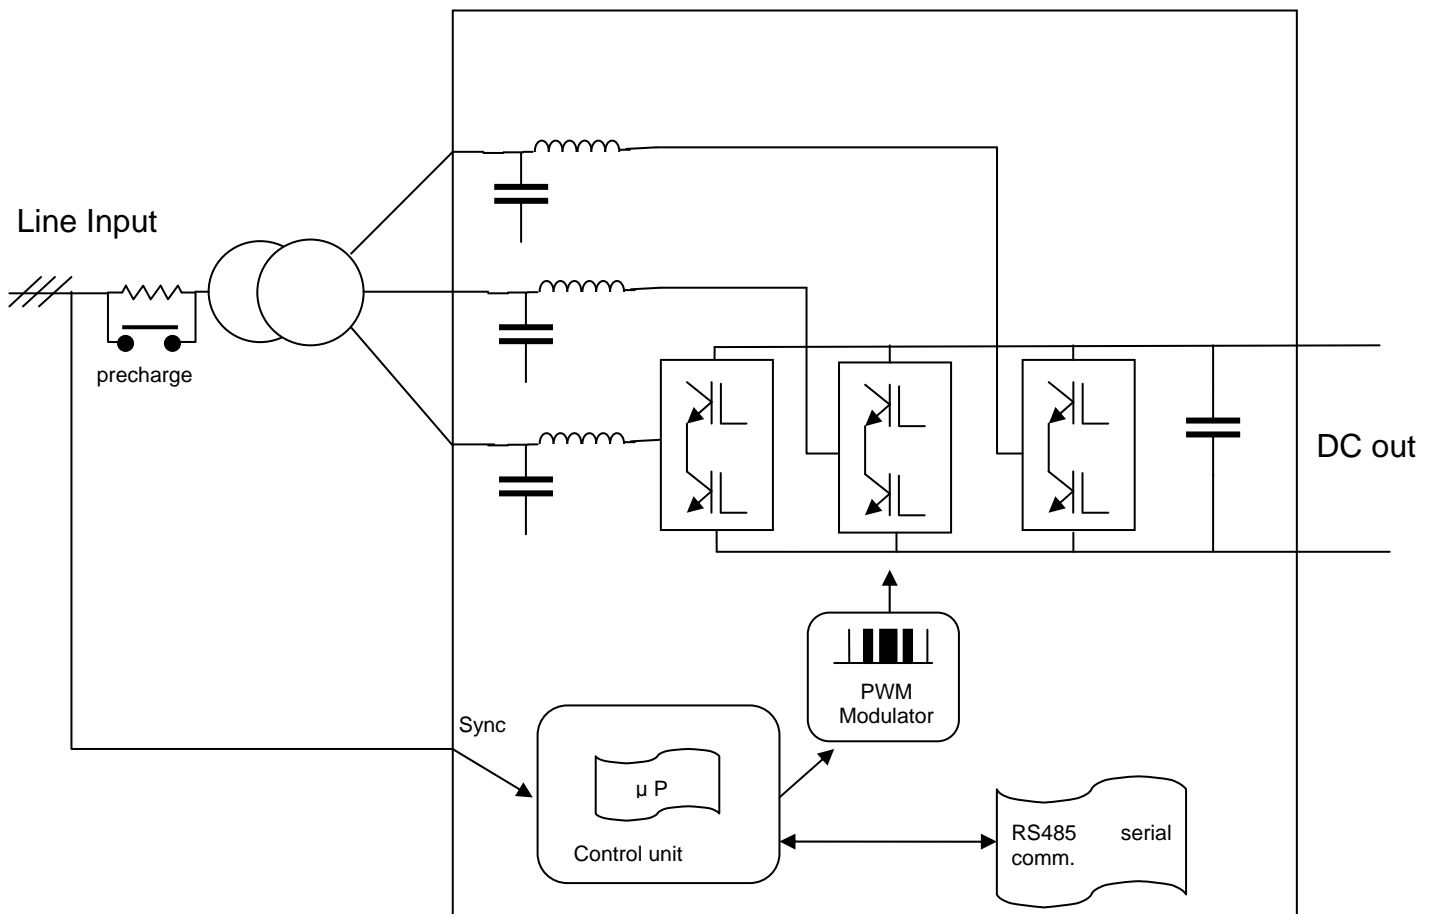 Line Input
precharge
DC out
PWM
Modulator
Sync
µ P
Control unit
RS485 serial
comm.